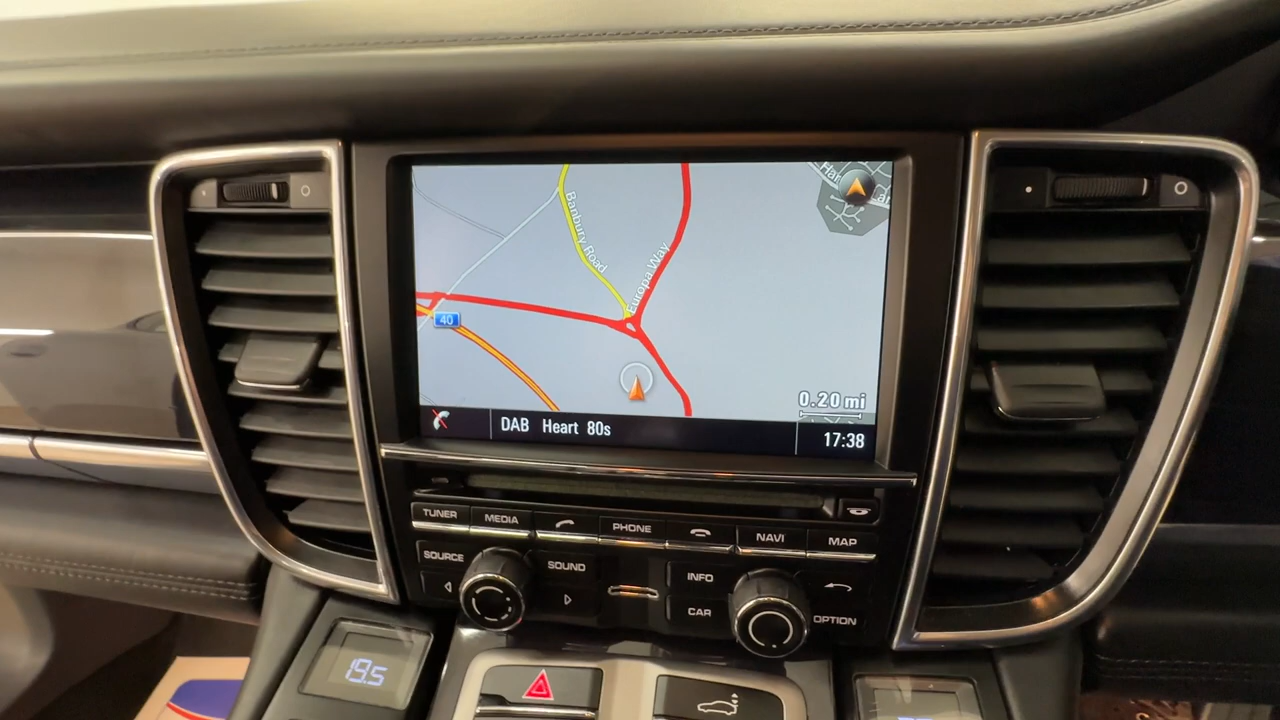 Har
Banbury Road
Europa Way
40
0.20 mi
DAB Heart 80s
17:38
TUNER MEDIA PHONE NAVI MAP
SOURCE SOUND INFO
CAR OPTION
19.5